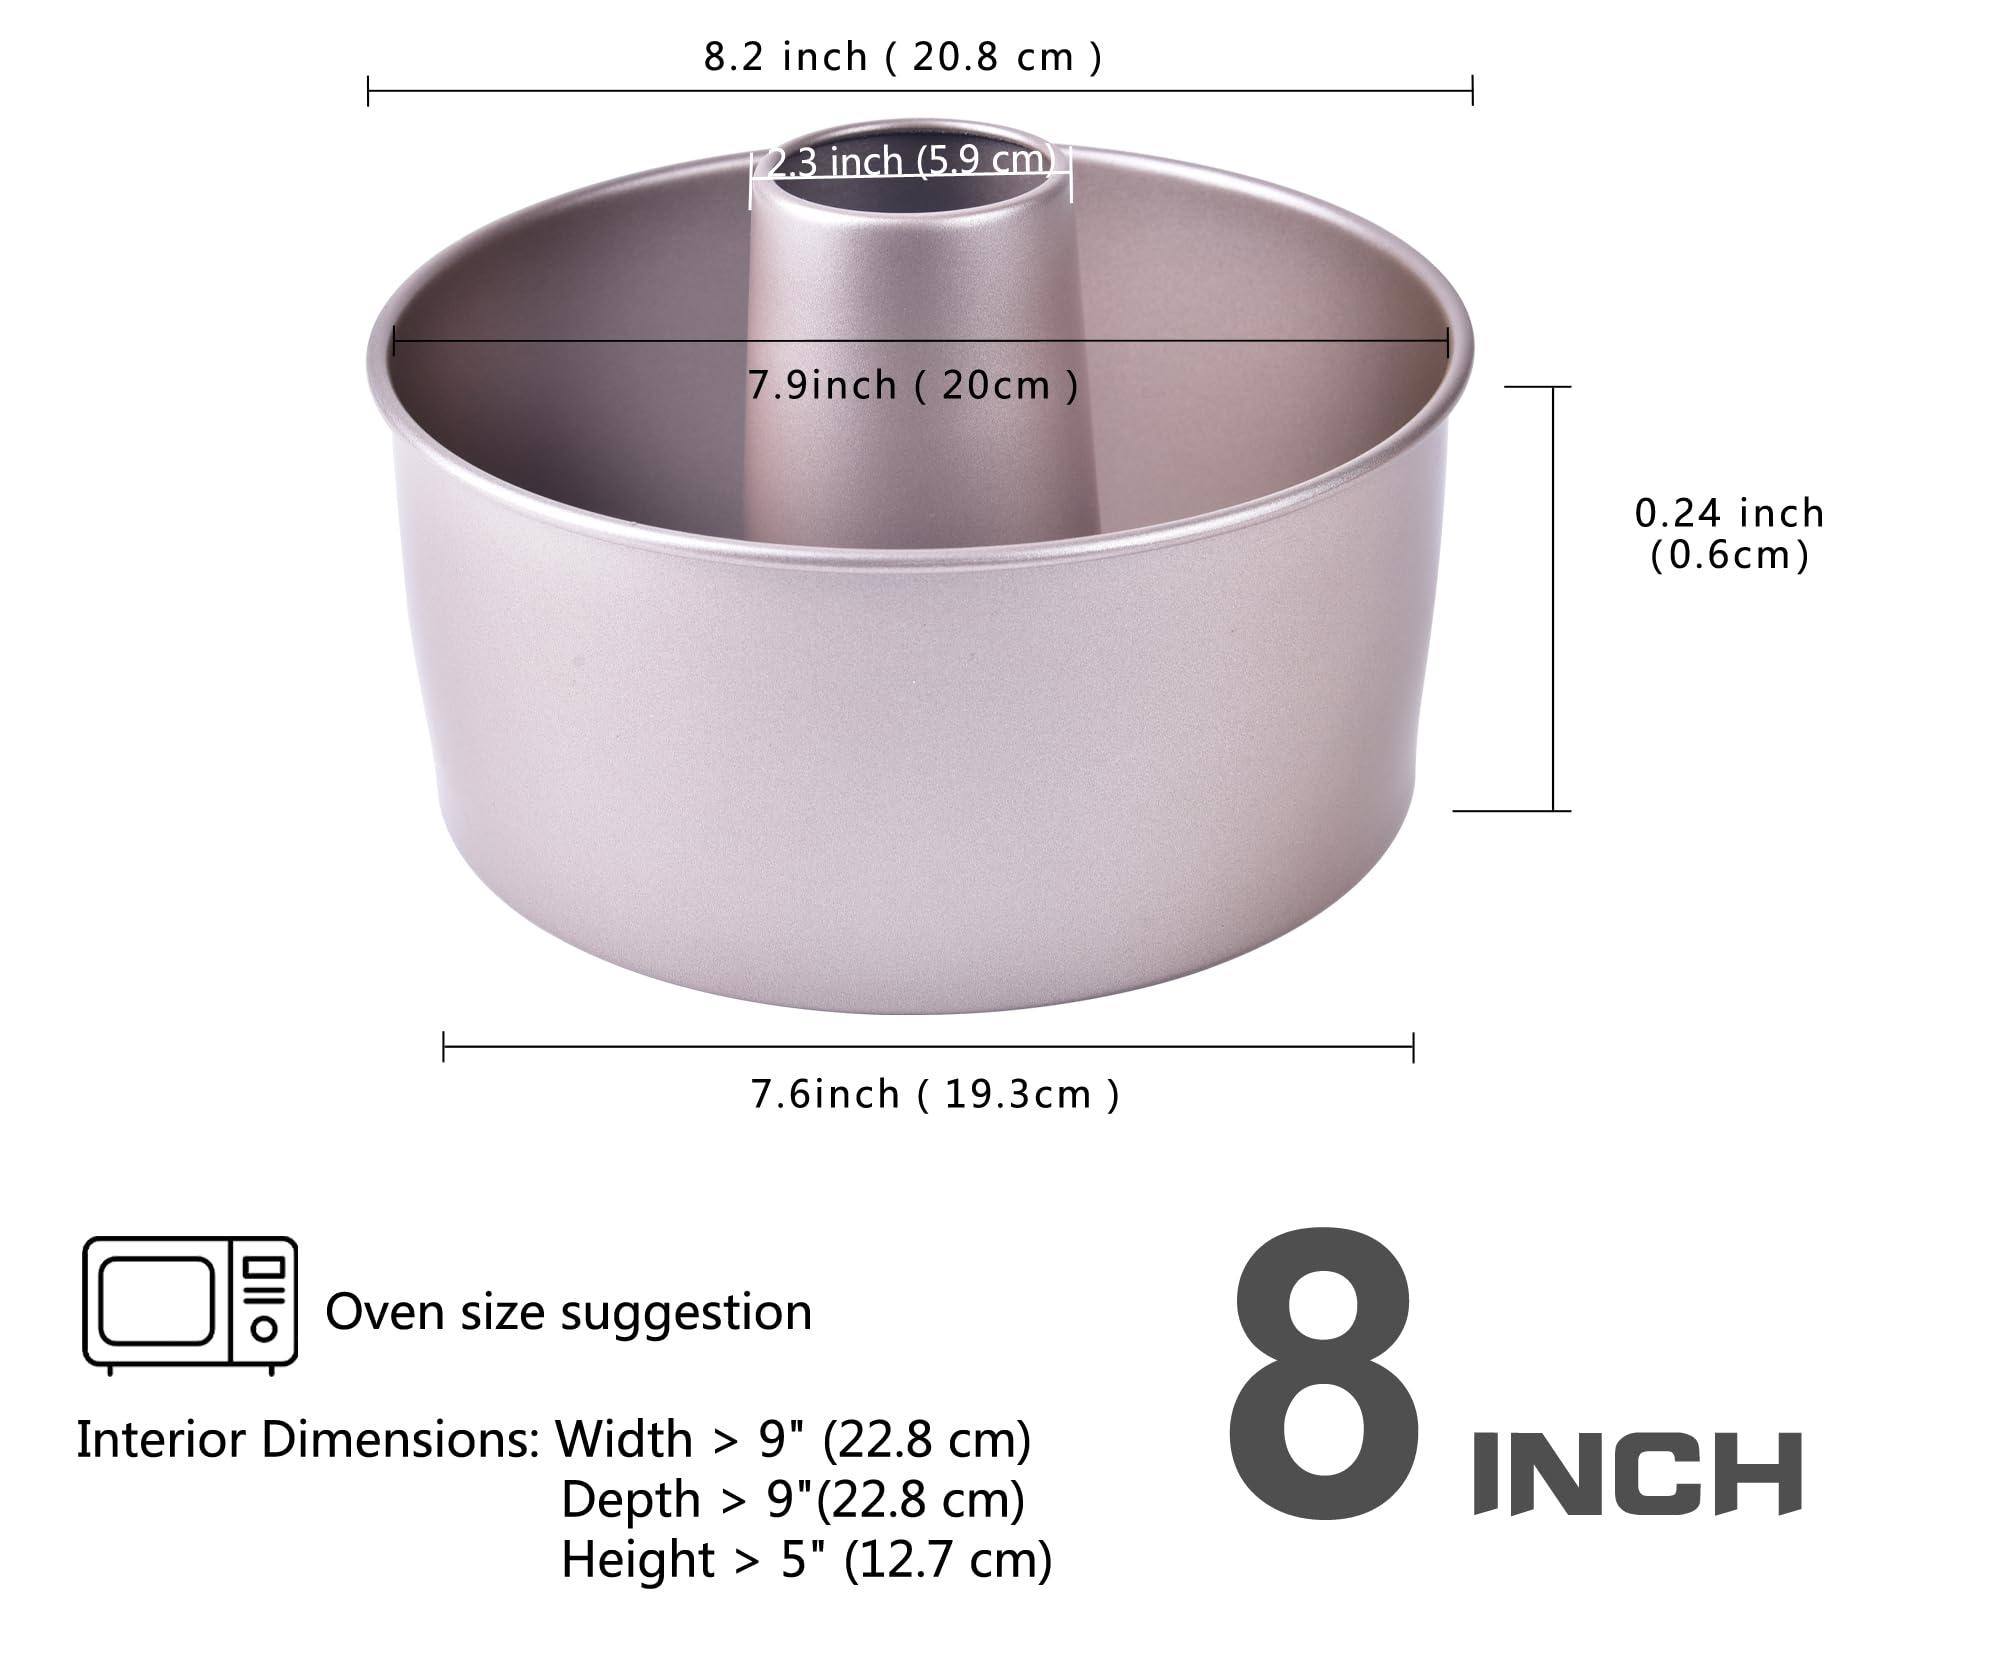 8.2 inch ( 20.8 cm )
2.3 inch (5.9 cm)
7.9inch ( 20cm )
0.24 inch
(0.6cm)
7.6inch ( 19.3cm )
Oven size suggestion
Interior Dimensions: Width > 9" (22.8 cm)
Depth > 9"(22.8 cm)
Height > 5" (12.7 cm)
8 INCH